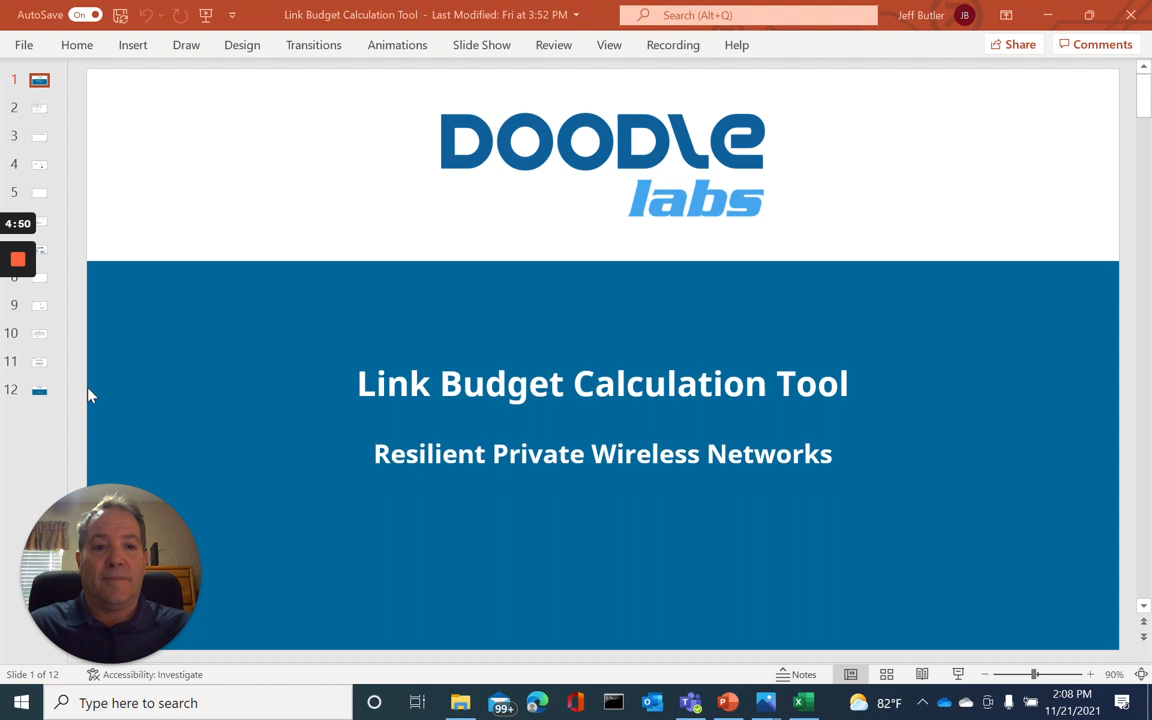 AutoSave On Link Budget Calculation Tool - Last Modified: Fri at 3:52 PM Search (Alt+Q) Jeff Butler JB
File Home Insert Draw Design Transitions Animations Slide Show Review View Recording Help Share Comments
1
2
3
4
5
4:50
8
9
10
11
12
DOODLE
labs
Link Budget Calculation Tool
Resilient Private Wireless Networks
Slide 1 of 12 Accessibility: Investigate Notes 90%
Type here to search 99+ 82°F 2:08 PM
11/21/2021